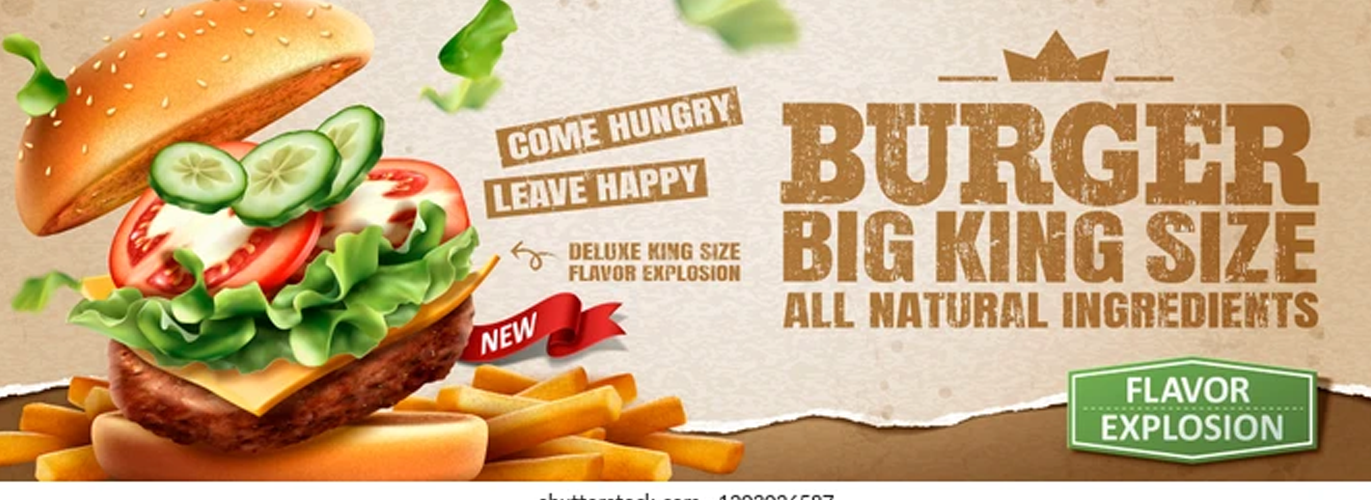 COME HUNGRY
LEAVE HAPPY
DELUXE KING SIZE
FLAVOR EXPLOSION
NEW
BURGER
BIG KING SIZE
ALL NATURAL INGREDIENTS
FLAVOR
EXPLOSION